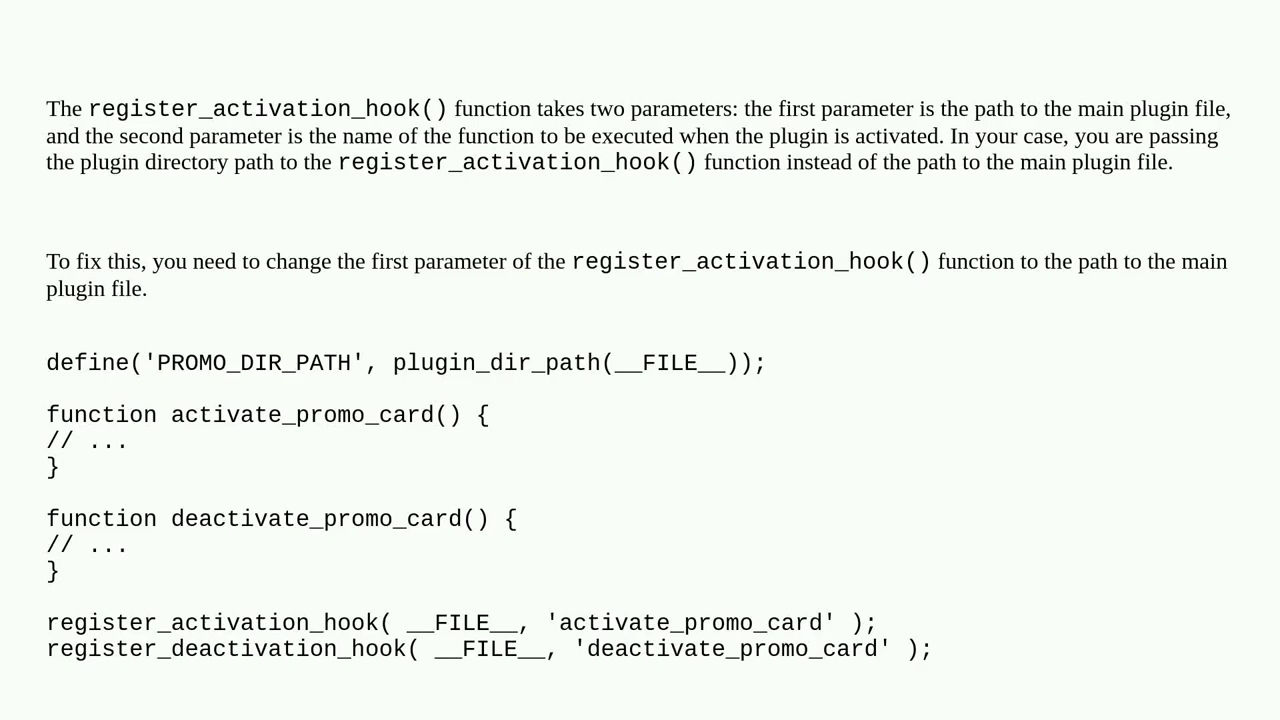 The register_activation_hook() function takes two parameters: the first parameter is the path to the main plugin file,
and the second parameter is the name of the function to be executed when the plugin is activated. In your case, you are passing
the plugin directory path to the register_activation_hook() function instead of the path to the main plugin file.
To fix this, you need to change the first parameter of the register_activation_hook() function to the path to the main
plugin file.
define('PROMO_DIR_PATH', plugin_dir_path(__FILE__));
function activate_promo_card() {
// ...
}
function deactivate_promo_card() {
// ...
}
register_activation_hook( __FILE__, 'activate_promo_card' );
register_deactivation_hook( __FILE__, 'deactivate_promo_card' );